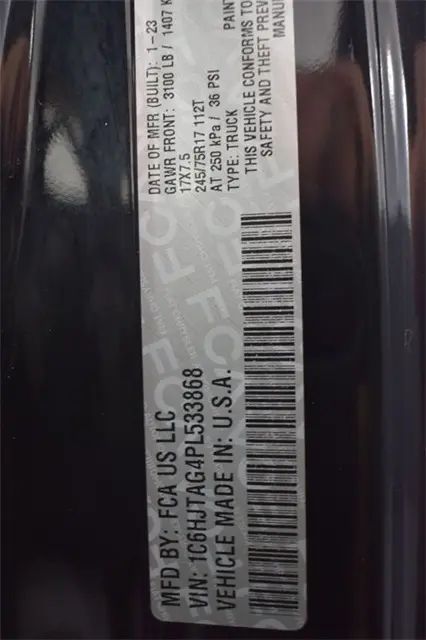 MFD BY: FCA US LLC
DATE OF MFR (BUILT): 1-23
GAWR FRONT: 3100 LB / 1407 K
17X7.5
245/75R17 112T
AT 250 kPa / 36 PSI
TYPE: TRUCK
PAINT
THIS VEHICLE CONFORMS TO
SAFETY AND THEFT PREV
MANU
VIN: 1C6HJTAG4PL533868
VEHICLE MADE IN: U.S.A.
FCA